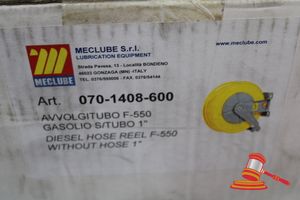 MECLUBE S.r.l.
LUBRICATION EQUIPMENT
Strada Pavesa, 13 - Località BONDENO
46023 GONZAGA (MN) -ITALY
www.meclube.com
MECLUBE
Art. 070-1408-600
AVVOLGITUBO F-550
GASOLIO S/TUBO 1"
DIESEL HOSE REEL F-550
WITHOUT HOSE 1"